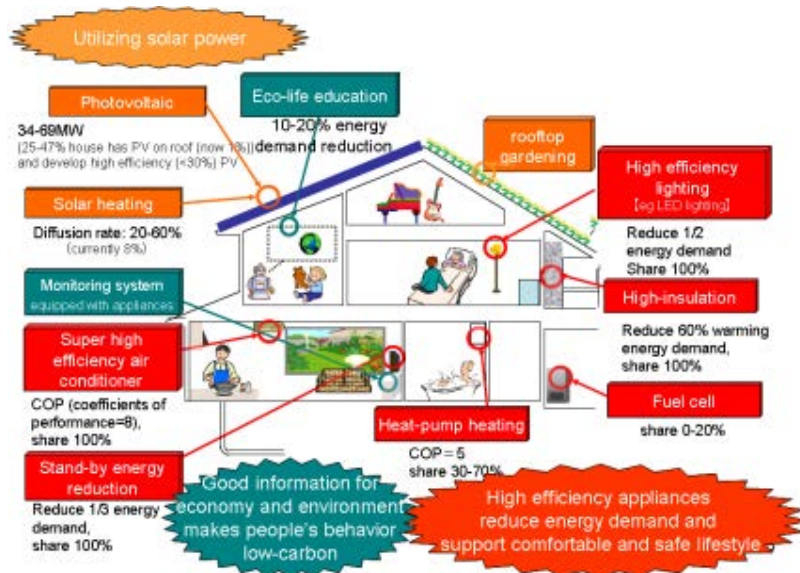 Utilizing solar power
Photovoltaic
34-69MW
(25-47% house has PV on roof (now 1%))
and develop high efficiency (<30%) PV
Eco-life education
10-20% energy
demand reduction
rooftop
gardening
High efficiency
lighting
[eg LED lighting]
Reduce 1/2
energy demand
Share 100%
Solar heating
Diffusion rate: 20-60%
(currently 8%)
Monitoring system
equipped with appliances
High-insulation
Reduce 60% warming
energy demand,
share 100%
Super high
efficiency air
conditioner
COP (coefficients of
performance=8),
share 100%
Fuel cell
share 0-20%
Heat-pump heating
COP=5
share 30-70%
Stand-by energy
reduction
Reduce 1/3 energy
demand,
share 100%
Good information for
economy and environment
makes people's behavior
low-carbon
High efficiency appliances
reduce energy demand and
support comfortable and safe lifestyle